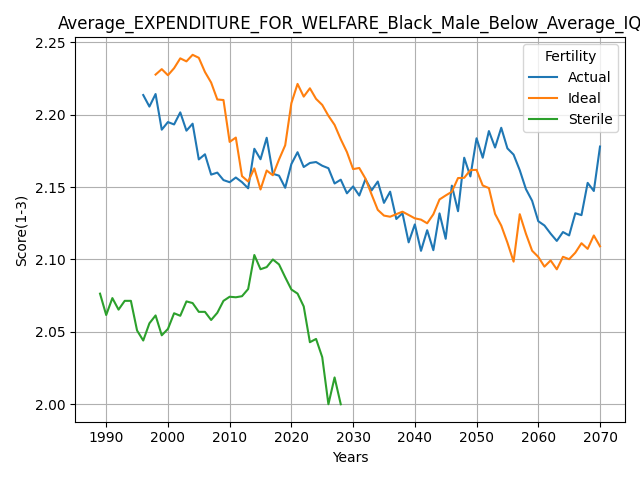 Average_EXPENDITURE_FOR_WELFARE_Black_Male_Below_Average_IQ
Fertility
Actual
Ideal
Sterile
Score(1-3)
2.25
2.20
2.15
2.10
2.05
2.00
1990 2000 2010 2020 2030 2040 2050 2060 2070
Years